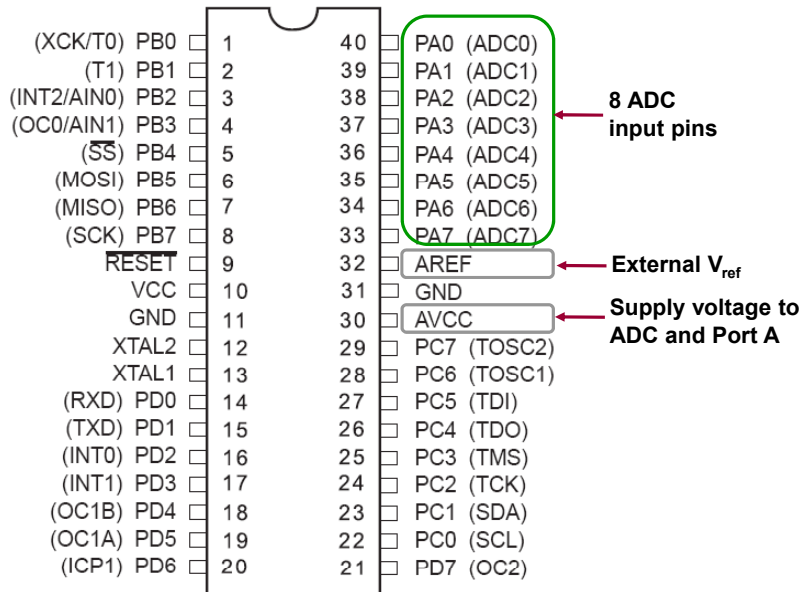 (XCK/T0) PB0 1 40 PA0 (ADC0)
(T1) PB1 2 39 PA1 (ADC1)
(INT2/AIN0) PB2 3 38 PA2 (ADC2)
(OC0/AIN1) PB3 4 37 PA3 (ADC3)
(SS) PB4 5 36 PA4 (ADC4)
(MOSI) PB5 6 35 PA5 (ADC5)
(MISO) PB6 7 34 PA6 (ADC6)
(SCK) PB7 8 33 PA7 (ADC7)
RESET 9 32 AREF
VCC 10 31 GND
GND 11 30 AVCC
XTAL2 12 29 PC7 (TOSC2)
XTAL1 13 28 PC6 (TOSC1)
(RXD) PD0 14 27 PC5 (TDI)
(TXD) PD1 15 26 PC4 (TDO)
(INT0) PD2 16 25 PC3 (TMS)
(INT1) PD3 17 24 PC2 (TCK)
(OC1B) PD4 18 23 PC1 (SDA)
(OC1A) PD5 19 22 PC0 (SCL)
(ICP1) PD6 20 21 PD7 (OC2)
8 ADC
input pins
External Vref
Supply voltage to
ADC and Port A